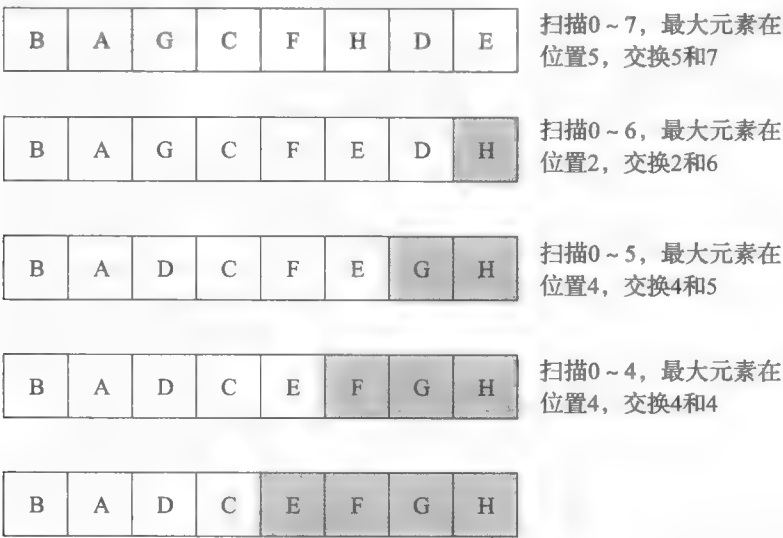 B A G C F H D E
扫描0~7，最大元素在
位置5，交换5和7
B A G C F E D H
扫描0~6，最大元素在
位置2，交换2和6
B A D C F E G H
扫描0~5，最大元素在
位置4，交换4和5
B A D C E F G H
扫描0~4，最大元素在
位置4，交换4和4
B A D C E F G H